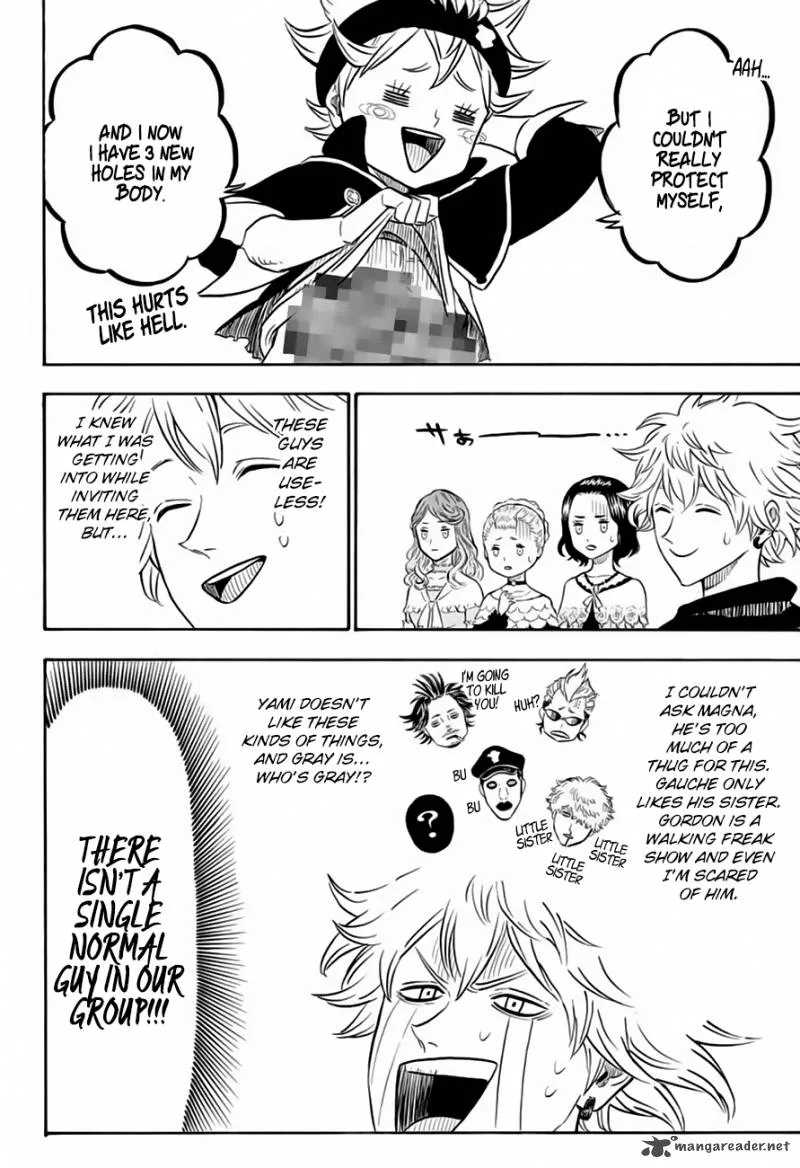 AAH...
BUT I
COULDN'T
REALLY
PROTECT
MYSELF,
AND I NOW
I HAVE 3 NEW
HOLES IN MY
BODY.
THIS HURTS
LIKE HELL.
サぁー——...
THESE
GUYS
ARE
USE-
LESS!
I KNEW
WHAT I WAS
GETTING
INTO WHILE
INVITING
THEM HERE,
BUT...
I COULDN'T
ASK MAGNA,
HE'S TOO
MUCH OF A
THUG FOR THIS.
GAUCHE ONLY
LIKES HIS SISTER.
GORDON IS A
WALKING FREAK
SHOW AND EVEN
I'M SCARED
OF HIM.
HUH?
I'M GOING
TO KILL
YOU!
BU
BU
LITTLE
SISTER
LITTLE
SISTER
LITTLE
SISTER
?
YAMI DOESN'T
LIKE THESE
KINDS OF THINGS,
AND GRAY IS...
WHO'S GRAY!?
THERE
ISN'T A
SINGLE
NORMAL
GUY IN OUR
GROUP!!!
mangareader.net